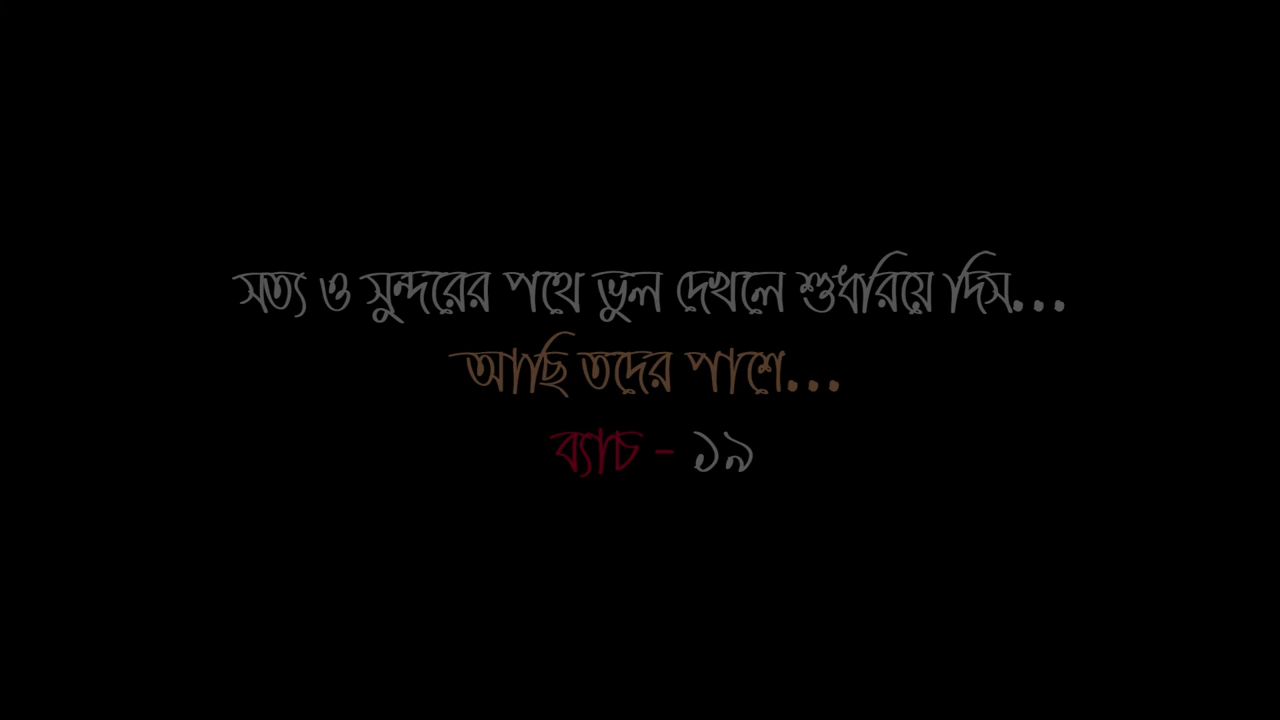 সত্য ও সুন্দরের পথে ভুল দেখলে শুধরিয়ে দিস...
আছি তদের পাশে...
ব্যাচ - ১৯